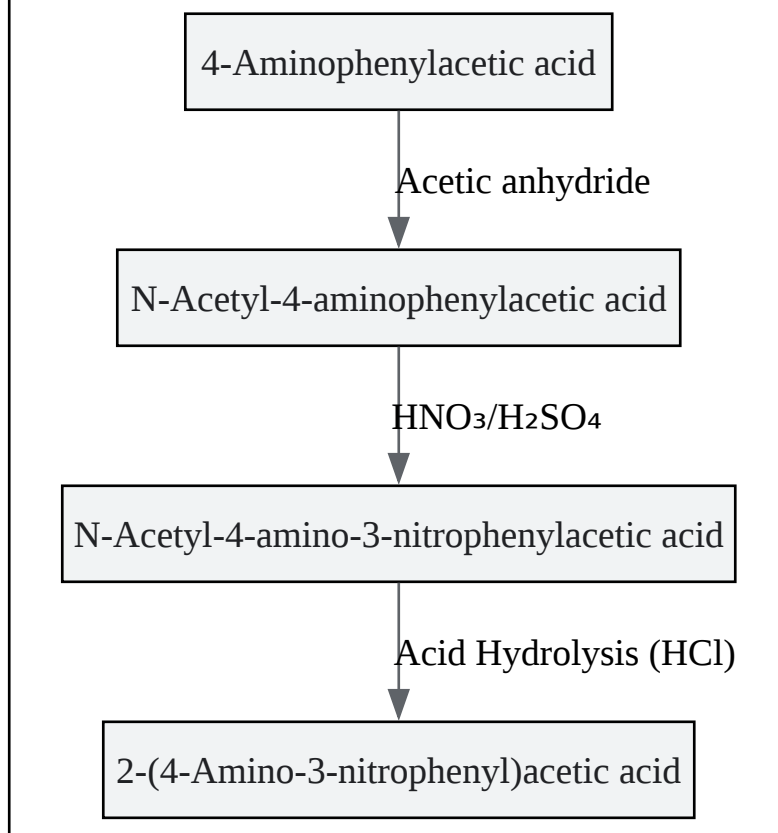 4-Aminophenylacetic acid
Acetic anhydride
N-Acetyl-4-aminophenylacetic acid
HNO₃/H₂SO₄
N-Acetyl-4-amino-3-nitrophenylacetic acid
Acid Hydrolysis (HCl)
2-(4-Amino-3-nitrophenyl)acetic acid